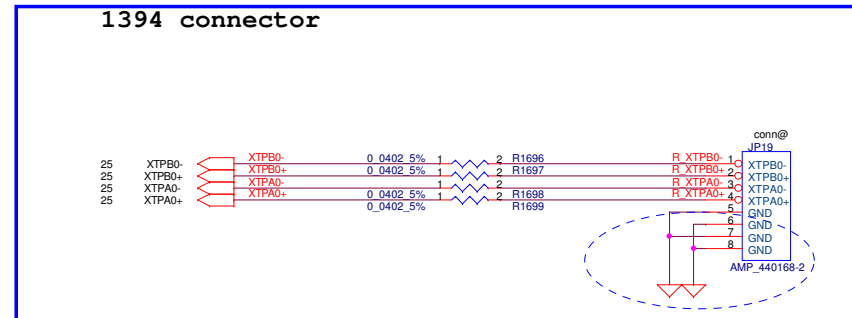 1394 connector
conn@
JP19
25 XTPB0- XTPB0- 0_0402_5% 1 2 R1696 R_XTPB0- 1 XTPB0-
25 XTPB0+ XTPB0+ 0_0402_5% 1 2 R1697 R_XTPB0+ 2 XTPB0+
25 XTPA0- XTPA0- 1 2 R_XTPA0- 3 XTPA0-
25 XTPA0+ XTPA0+ 0_0402_5% 1 2 R1698 R_XTPA0+ 4 XTPA0+
0_0402_5% R1699 5 GND
6 GND
7 GND
8 GND
AMP_440168-2